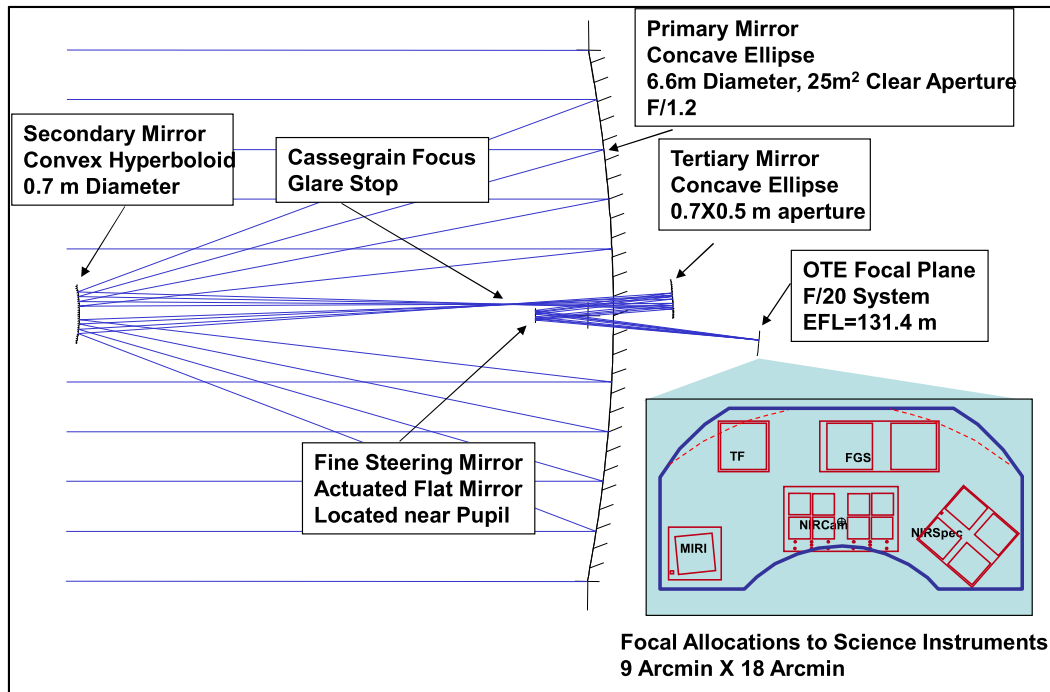 Primary Mirror
Concave Ellipse
6.6m Diameter, 25m² Clear Aperture
F/1.2
Secondary Mirror
Convex Hyperboloid
0.7 m Diameter
Cassegrain Focus
Glare Stop
Tertiary Mirror
Concave Ellipse
0.7X0.5 m aperture
OTE Focal Plane
F/20 System
EFL=131.4 m
Fine Steering Mirror
Actuated Flat Mirror
Located near Pupil
TF
FGS
NIRCam
NIRSpec
MIRI
Focal Allocations to Science Instruments
9 Arcmin X 18 Arcmin